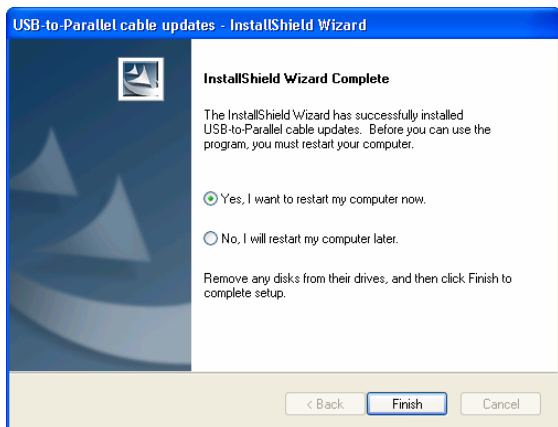 USB-to-Parallel cable updates - InstallShield Wizard
InstallShield Wizard Complete
The InstallShield Wizard has successfully installed
USB-to-Parallel cable updates. Before you can use the
program, you must restart your computer.
Yes, I want to restart my computer now.
No, I will restart my computer later.
Remove any disks from their drives, and then click Finish to
complete setup.
< Back Finish Cancel